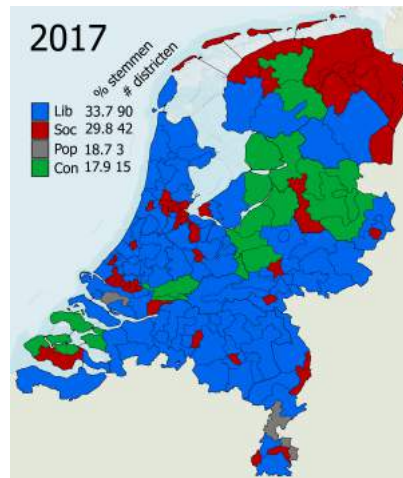 2017
% stemmen
# districten
Lib 33.7 90
Soc 29.8 42
Pop 18.7 3
Con 17.9 15